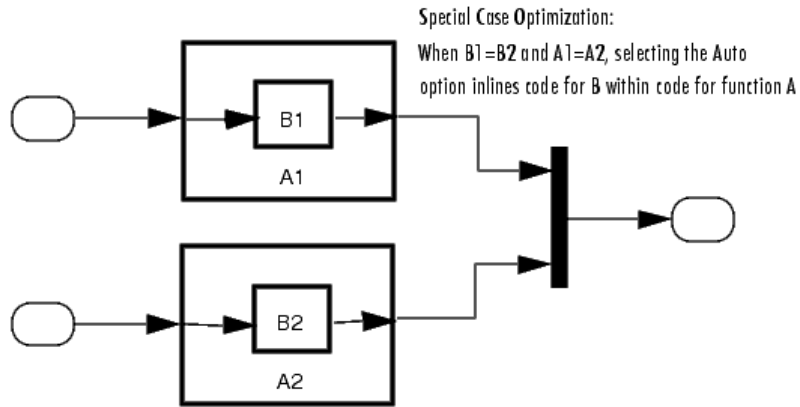 Special Case Optimization:
When B1=B2 and A1=A2, selecting the Auto
option inlines code for B within code for function A
B1
A1
B2
A2